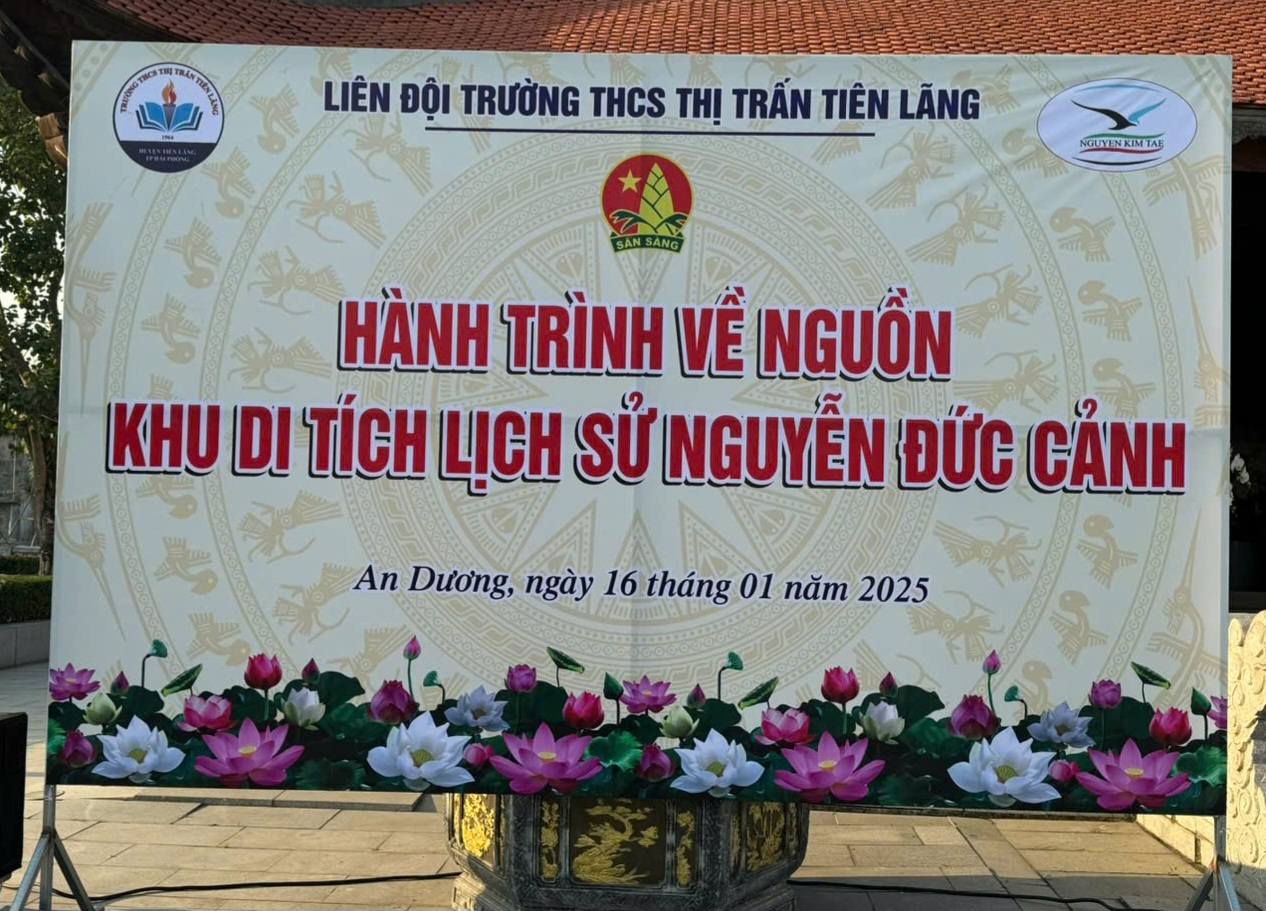 LIÊN ĐỘI TRƯỜNG THCS THỊ TRẤN TIÊN LÃNG
TRƯỜNG THCS THỊ TRẤN TIÊN LÃNG
1964
HUYỆN TIÊN LÃNG
TP HẢI PHÒNG
NGUYEN KIM TAE
SẴN SÀNG
HÀNH TRÌNH VỀ NGUỒN
KHU DI TÍCH LỊCH SỬ NGUYỄN ĐỨC CẢNH
An Dương, ngày 16 tháng 01 năm 2025